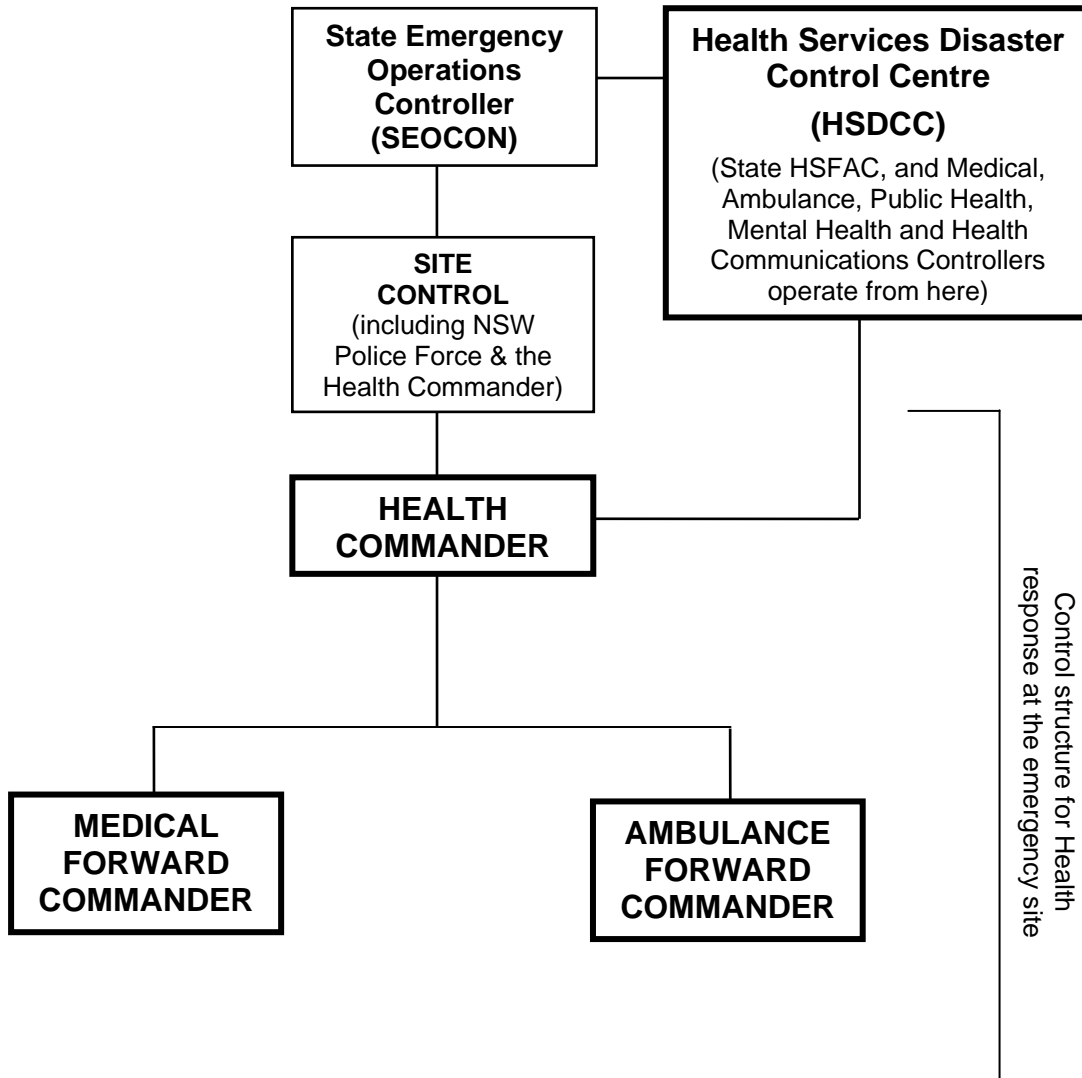 State Emergency
Operations
Controller
(SEOCON)
Health Services Disaster
Control Centre
(HSDCC)
(State HSFAC, and Medical,
Ambulance, Public Health,
Mental Health and Health
Communications Controllers
operate from here)
SITE
CONTROL
(including NSW
Police Force & the
Health Commander)
HEALTH
COMMANDER
Control structure for Health
response at the emergency site
MEDICAL
FORWARD
COMMANDER
AMBULANCE
FORWARD
COMMANDER